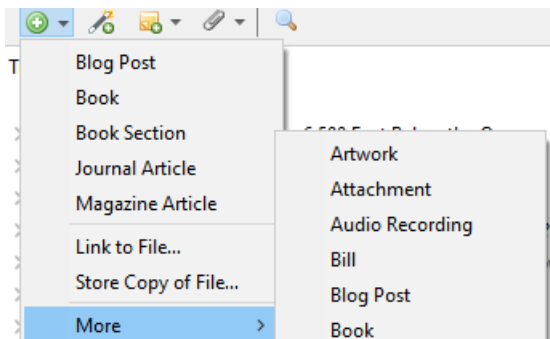 Blog Post
Book
Book Section
Journal Article
Magazine Article
Link to File...
Store Copy of File...
More
Artwork
Attachment
Audio Recording
Bill
Blog Post
Book